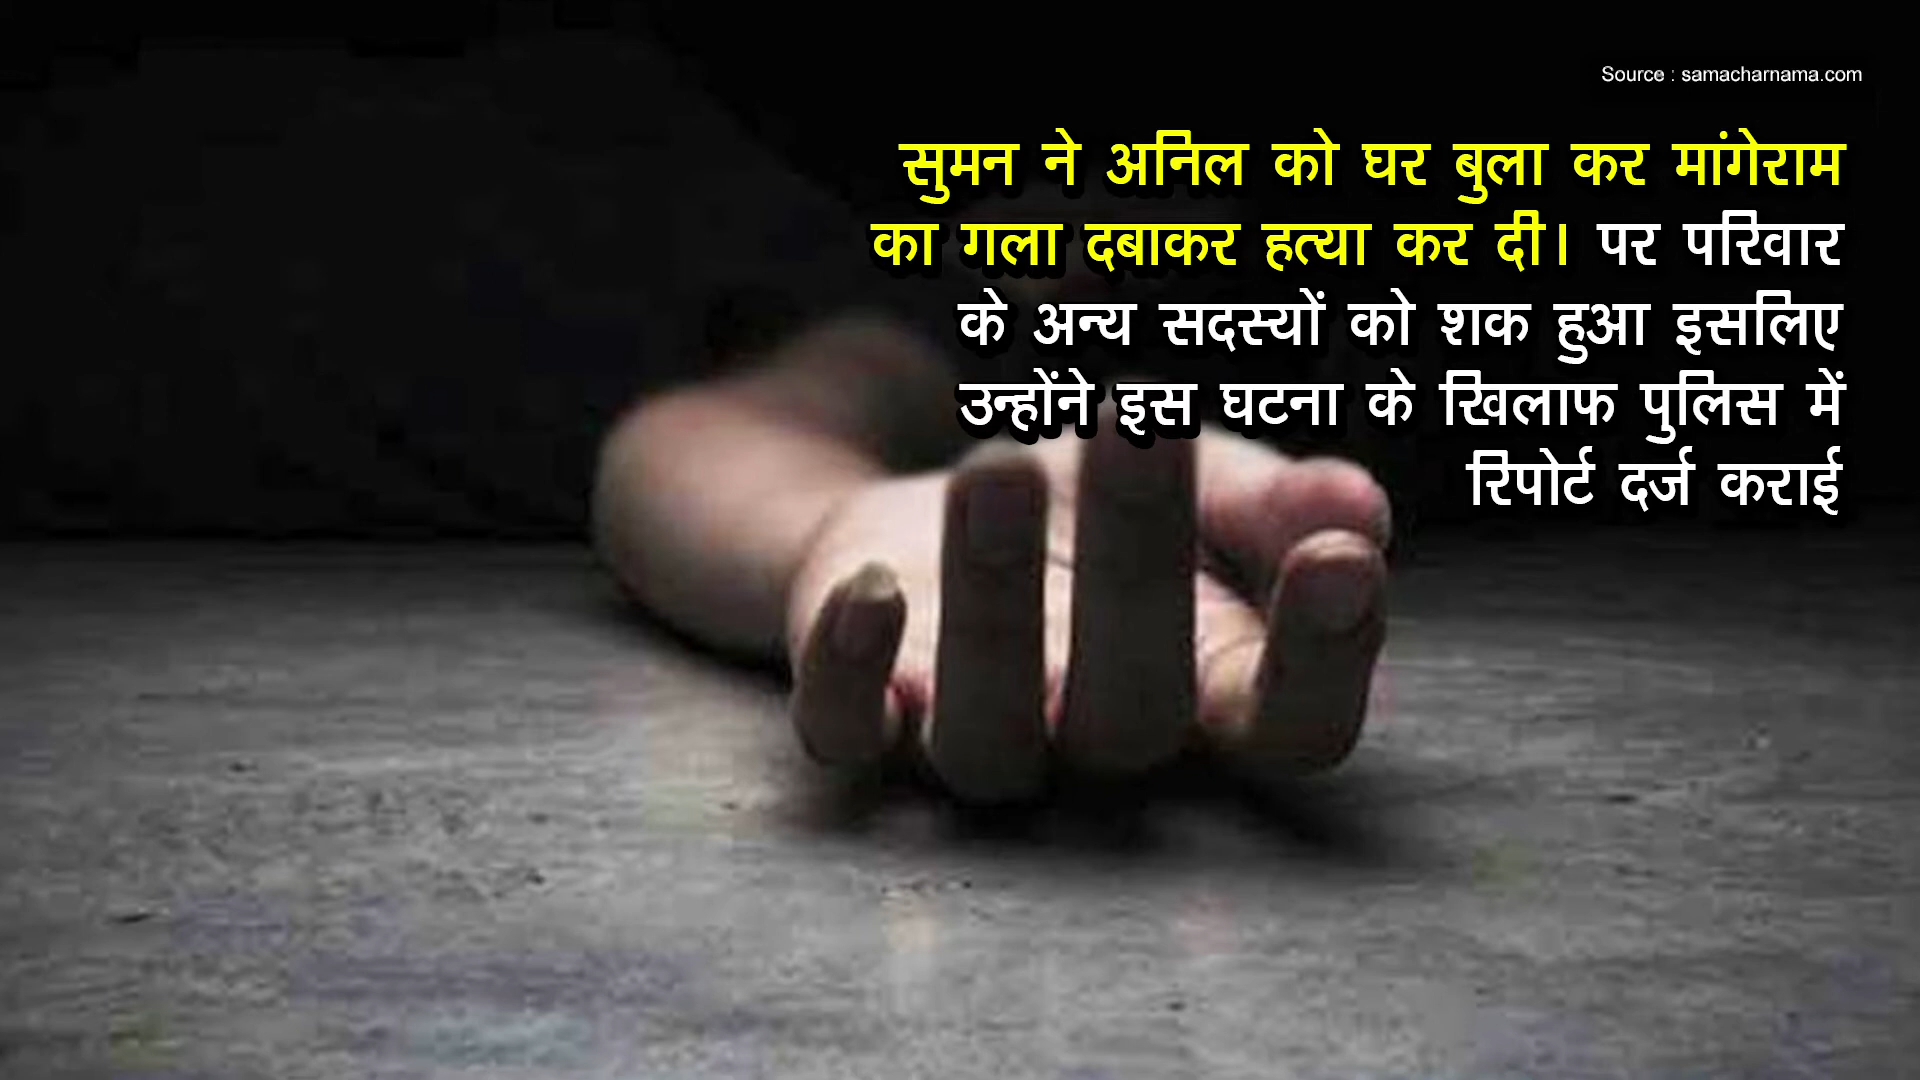 Source : samacharnama.com
सुमन ने अनिल को घर बुला कर मांगेराम
का गला दबाकर हत्या कर दी। पर परिवार
के अन्य सदस्यों को शक हुआ इसलिए
उन्होंने इस घटना के खिलाफ पुलिस में
रिपोर्ट दर्ज कराई